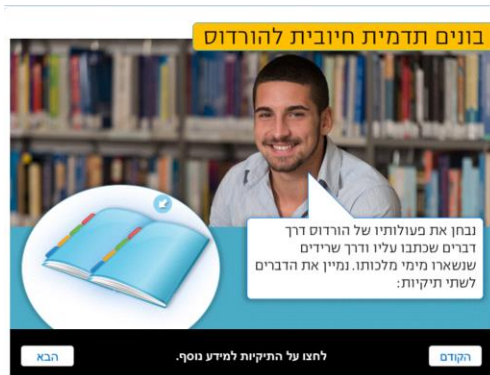 בונים תדמית חיובית להורדוס
נבחן את פעולותיו של הורדוס דרך
דברים שכתבו עליו ודרך שרידים
שנשארו מימי מלכותו. נמיין את הדברים
לשתי תיקיות:
הקודם
לחצו על התיקיות למידע נוסף.
הבא